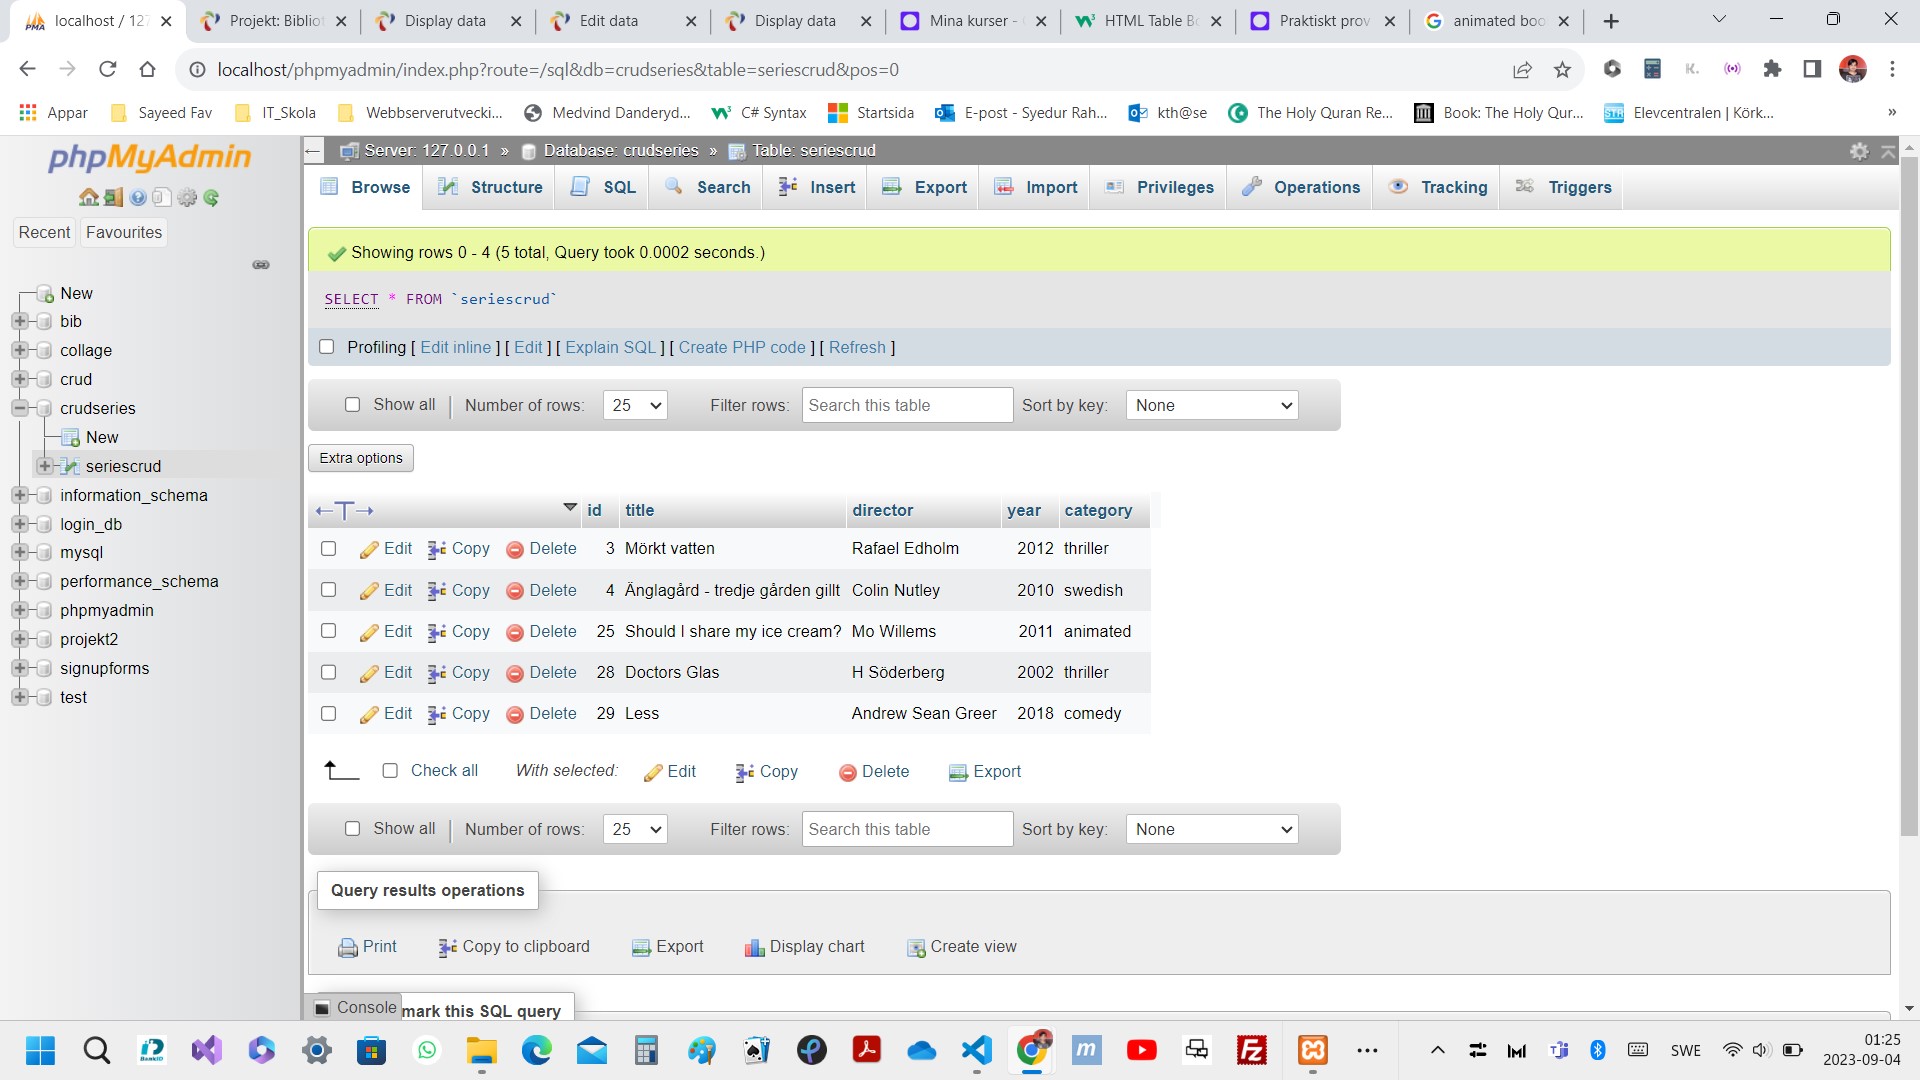 localhost / 127
Projekt: Bibliot
Display data
Edit data
Display data
Mina kurser -
HTML Table Bo
Praktiskt prov
animated boo
localhost/phpmyadmin/index.php?route=/sql&db=crudseries&table=seriescrud&pos=0
Appar
Sayeed Fav
IT_Skola
Webbserverutvecki...
Medvind Danderyd...
C# Syntax
Startsida
E-post - Syedur Rah...
kth@se
The Holy Quran Re...
Book: The Holy Qur...
Elevcentralen | Körk...
»
phpMyAdmin
Recent
Favourites
New
bib
collage
crud
crudseries
New
seriescrud
information_schema
login_db
mysql
performance_schema
phpmyadmin
projekt2
signupforms
test
Server: 127.0.0.1 » Database: crudseries » Table: seriescrud
Browse
Structure
SQL
Search
Insert
Export
Import
Privileges
Operations
Tracking
Triggers
Showing rows 0 - 4 (5 total, Query took 0.0002 seconds.)
SELECT * FROM `seriescrud`
Profiling [ Edit inline ] [ Edit ] [ Explain SQL ] [ Create PHP code ] [ Refresh ]
Show all | Number of rows: 25 Filter rows: Search this table Sort by key: None
Extra options
id title director year category
Edit Copy Delete 3 Mörkt vatten Rafael Edholm 2012 thriller
Edit Copy Delete 4 Änglagård - tredje gården gillt Colin Nutley 2010 swedish
Edit Copy Delete 25 Should I share my ice cream? Mo Willems 2011 animated
Edit Copy Delete 28 Doctors Glas H Söderberg 2002 thriller
Edit Copy Delete 29 Less Andrew Sean Greer 2018 comedy
Check all With selected: Edit Copy Delete Export
Show all | Number of rows: 25 Filter rows: Search this table Sort by key: None
Query results operations
Print Copy to clipboard Export Display chart Create view
Console
mark this SQL query
SWE
01:25
2023-09-04